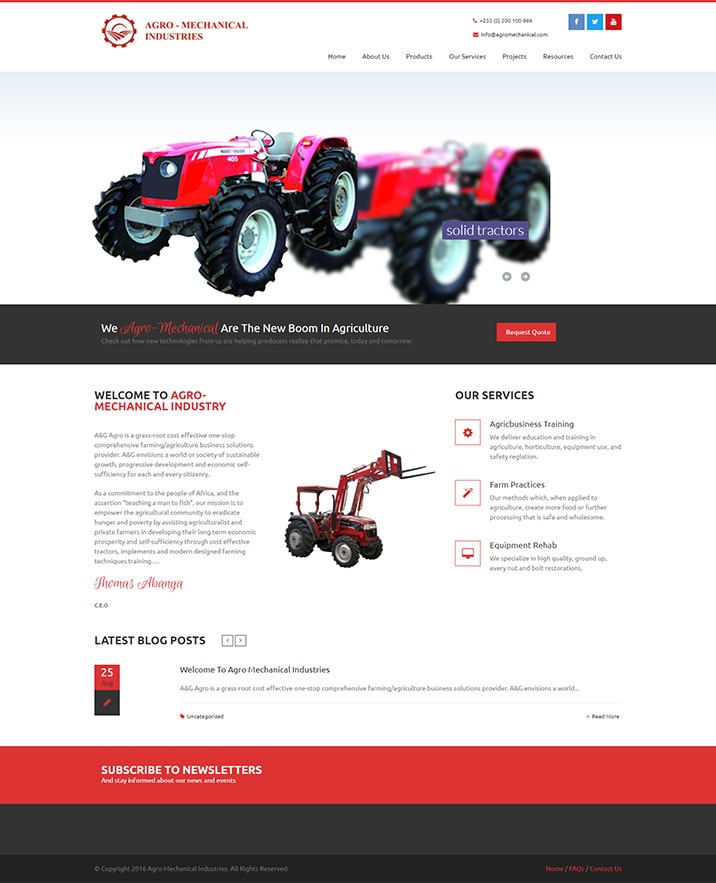 AGRO - MECHANICAL
INDUSTRIES
+233 (0) 200 100 999
info@agromechanical.com
Home About Us Products Our Services Projects Resources Contact Us
465
solid tractors
We Agro-Mechanical Are The New Boom In Agriculture
Check out how new technologies from us are helping producers realize that promise, today and tomorrow.
Request Quote
WELCOME TO AGRO-
MECHANICAL INDUSTRY
A&G Agro is a grass-root cost effective one-stop
comprehensive farming/agriculture business solutions
provider. A&G envisions a world or society of sustainable
growth, progressive development and economic self-
sufficiency for each and every citizenry.
As a commitment to the people of Africa, and the
assertion "teaching a man to fish", our mission is to
empower the agricultural community to eradicate
hunger and poverty by assisting agriculturalist and
private farmers in developing their long term economic
prosperity and self-sufficiency through cost effective
tractors, implements and modern designed farming
techniques training….
Thomas Abanga
C.E.O
OUR SERVICES
Agricbusiness Training
We deliver education and training in
agriculture, horticulture, equipment use, and
safety reglation.
Farm Practices
Our methods which, when applied to
agriculture, create more food or further
processing that is safe and wholesome.
Equipment Rehab
We specialize in high quality, ground up,
every nut and bolt restorations.
LATEST BLOG POSTS
25
Aug
Welcome To Agro Mechanical Industries
A&G Agro is a grass-root cost effective one-stop comprehensive farming/agriculture business solutions provider. A&G envisions a world...
Uncategorized
Read More
SUBSCRIBE TO NEWSLETTERS
And stay informed about our news and events
© Copyright 2016 Agro-Mechanical Industries. All Rights Reserved.
Home / FAQs / Contact Us